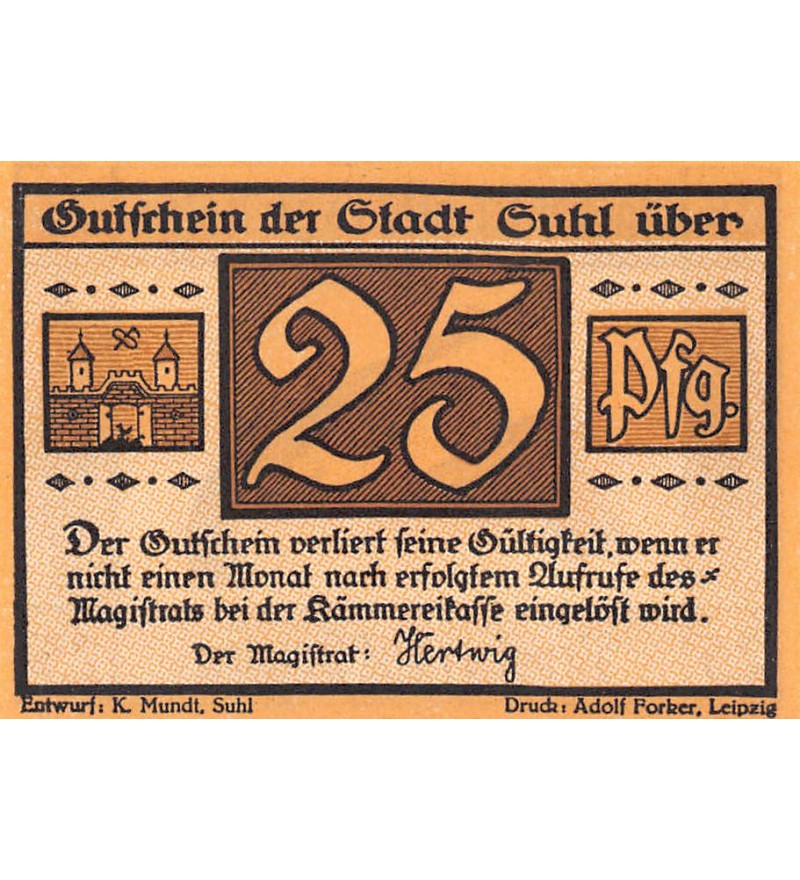 Gutschein der Stadt Suhl über
25
Pfg.
Der Gutschein verliert seine Gültigkeit, wenn er
nicht einen Monat nach erfolgtem Aufrufe des
Magistrats bei der Kämmereikasse eingelöst wird.
Der Magistrat: Hertwig
Entwurf: K. Mundt, Suhl
Druck: Adolf Forker, Leipzig